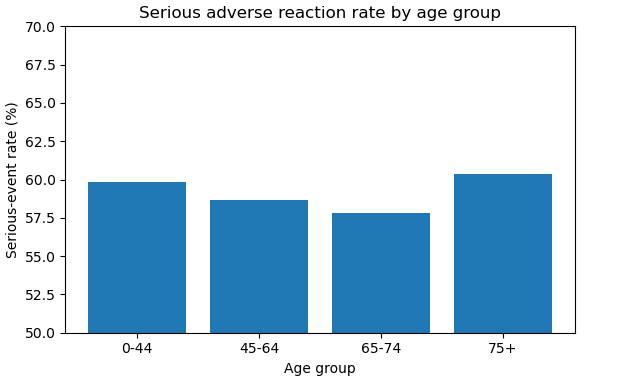 Serious adverse reaction rate by age group
70.0
67.5
65.0
62.5
60.0
57.5
55.0
52.5
50.0
Serious-event rate (%)
0-44 45-64 65-74 75+
Age group